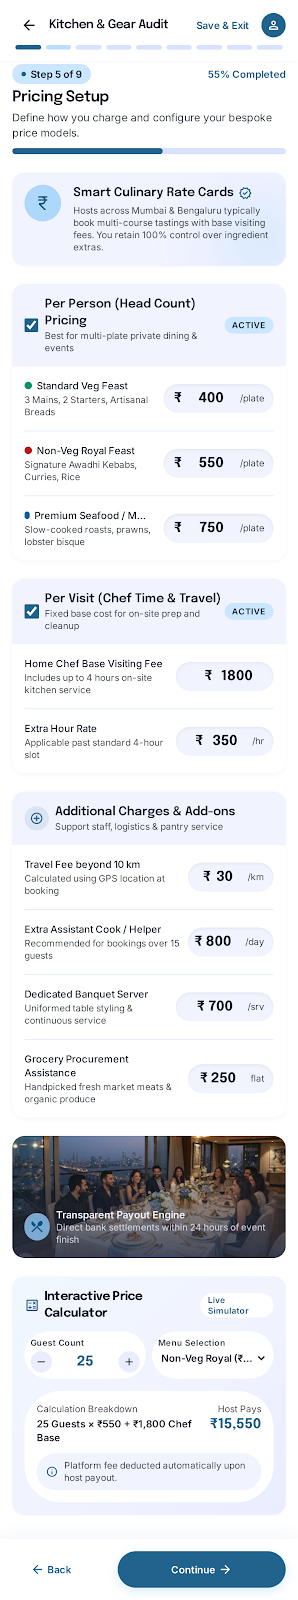 Kitchen & Gear Audit
Save & Exit
Step 5 of 9
55% Completed
Pricing Setup
Define how you charge and configure your bespoke
price models.
₹
Smart Culinary Rate Cards
Hosts across Mumbai & Bengaluru typically
book multi-course tastings with base visiting
fees. You retain 100% control over ingredient
extras.
Per Person (Head Count)
Pricing
Best for multi-plate private dining &
events
ACTIVE
Standard Veg Feast
3 Mains, 2 Starters, Artisanal
Breads
₹ 400 /plate
Non-Veg Royal Feast
Signature Awadhi Kebabs,
Curries, Rice
₹ 550 /plate
Premium Seafood / M...
Slow-cooked roasts, prawns,
lobster bisque
₹ 750 /plate
Per Visit (Chef Time & Travel)
Fixed base cost for on-site prep and
cleanup
ACTIVE
Home Chef Base Visiting Fee
Includes up to 4 hours on-site
kitchen service
₹ 1800
Extra Hour Rate
Applicable past standard 4-hour
slot
₹ 350 /hr
Additional Charges & Add-ons
Support staff, logistics & pantry service
Travel Fee beyond 10 km
Calculated using GPS location at
booking
₹ 30 /km
Extra Assistant Cook / Helper
Recommended for bookings over 15
guests
₹ 800 /day
Dedicated Banquet Server
Uniformed table styling &
continuous service
₹ 700 /srv
Grocery Procurement
Assistance
Handpicked fresh market meats &
organic produce
₹ 250 flat
Transparent Payout Engine
Direct bank settlements within 24 hours of event
finish
Interactive Price
Calculator
Live
Simulator
Guest Count
− 25 +
Menu Selection
Non-Veg Royal (₹...
Calculation Breakdown
25 Guests × ₹550 + ₹1,800 Chef
Base
Host Pays
₹15,550
Platform fee deducted automatically upon
host payout.
Back
Continue